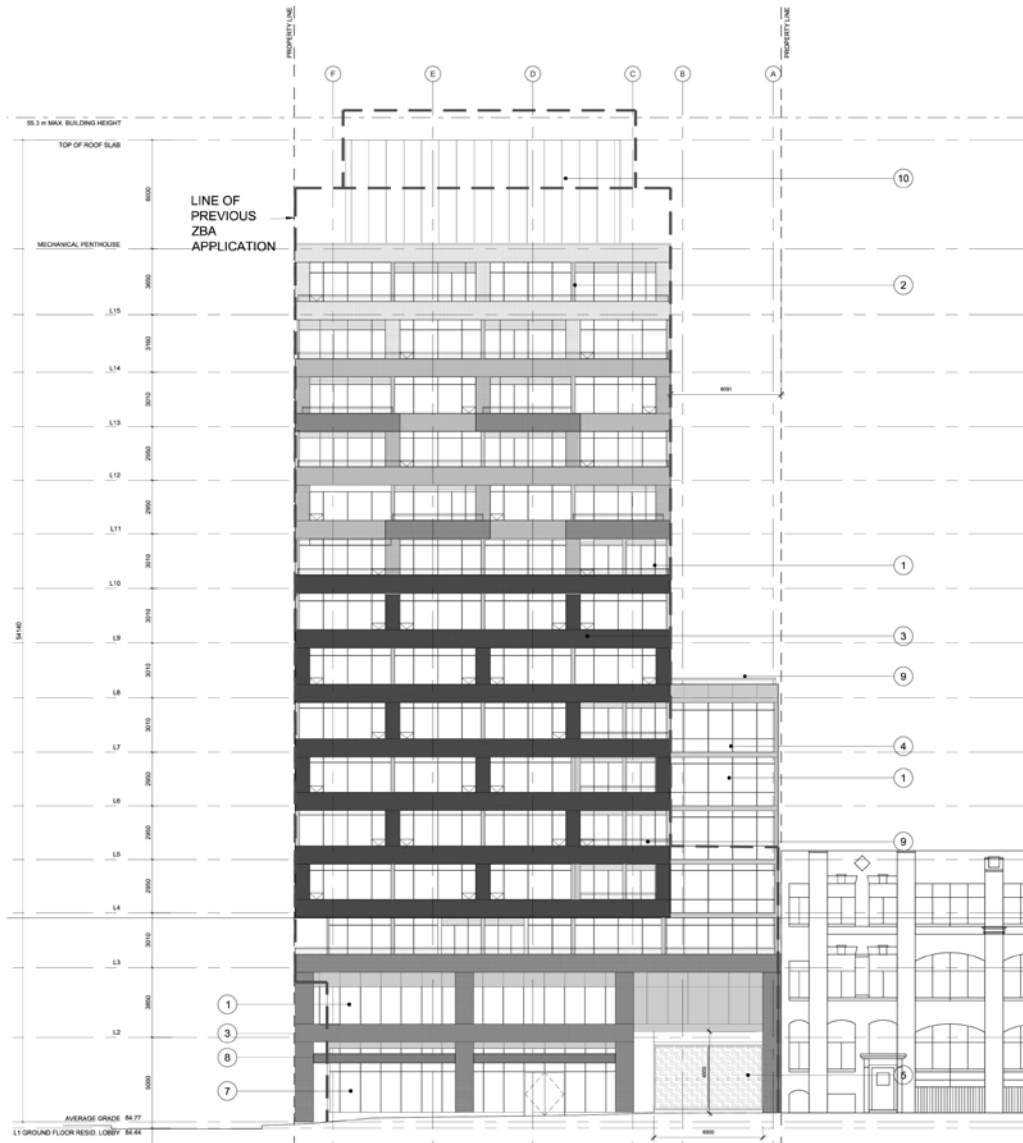 PROPERTY LINE
PROPERTY LINE
F E D C B A
55.3 m MAX. BUILDING HEIGHT
TOP OF ROOF SLAB
10
6000
LINE OF
PREVIOUS
ZBA
APPLICATION
MECHANICAL PENTHOUSE
3650
2
L15
3160
L14
6091
3010
L13
2950
L12
2950
L11
3010
1
L10
3010
54140
3
L9
3010
9
L8
3010
4
L7
2950
1
L6
2950
9
L5
2950
L4
3010
L3
3850
1
3
L2
8
5000
4500
5
7
AVERAGE GRADE 84.77
L1 GROUND FLOOR RESID. LOBBY 84.44
6000